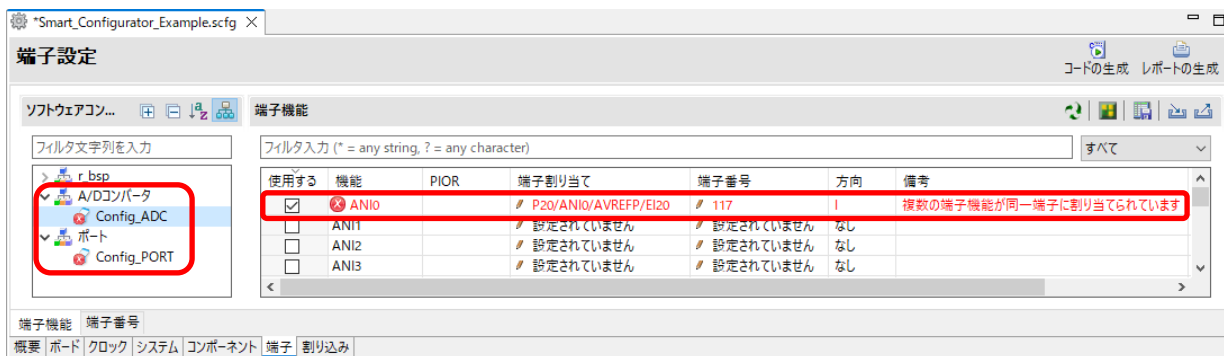 *Smart_Configurator_Example.scfg
端子設定
コードの生成 レポートの生成
ソフトウェアコン... 端子機能
フィルタ文字列を入力 フィルタ入力 (* = any string, ? = any character) すべて
r_bsp
A/Dコンバータ
Config_ADC
ポート
Config_PORT
使用する 機能 PIOR 端子割り当て 端子番号 方向 備考
ANI0 P20/ANI0/AVREFP/EI20 117 I 複数の端子機能が同一端子に割り当てられています
ANI1 設定されていません 設定されていません なし
ANI2 設定されていません 設定されていません なし
ANI3 設定されていません 設定されていません なし
端子機能 端子番号
概要 ボード クロック システム コンポーネント 端子 割り込み